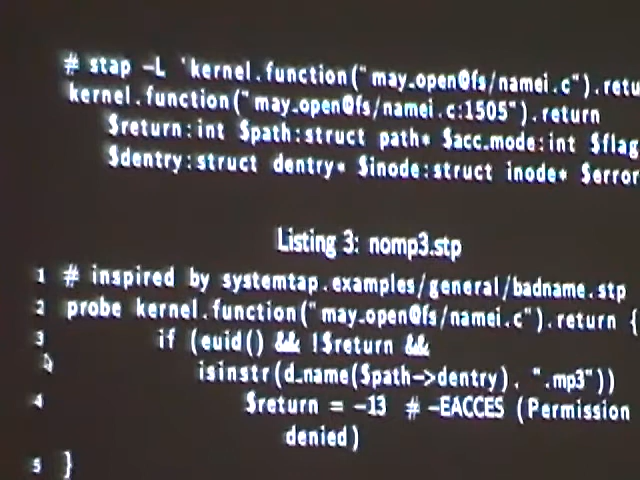 # stap -L 'kernel.function("may_open@fs/namei.c").retu
kernel.function("may_open@fs/namei.c:1505").return
$return:int $path:struct path* $acc_mode:int $flag
$dentry:struct dentry* $inode:struct inode* $error
Listing 3: nomp3.stp
1 # inspired by systemtap.examples/general/badname.stp
2 probe kernel.function("may_open@fs/namei.c").return {
3 if (euid() && !$return &&
isinstr(d_name($path->dentry), ".mp3"))
4 $return = -13 # -EACCES (Permission
denied)
5 }